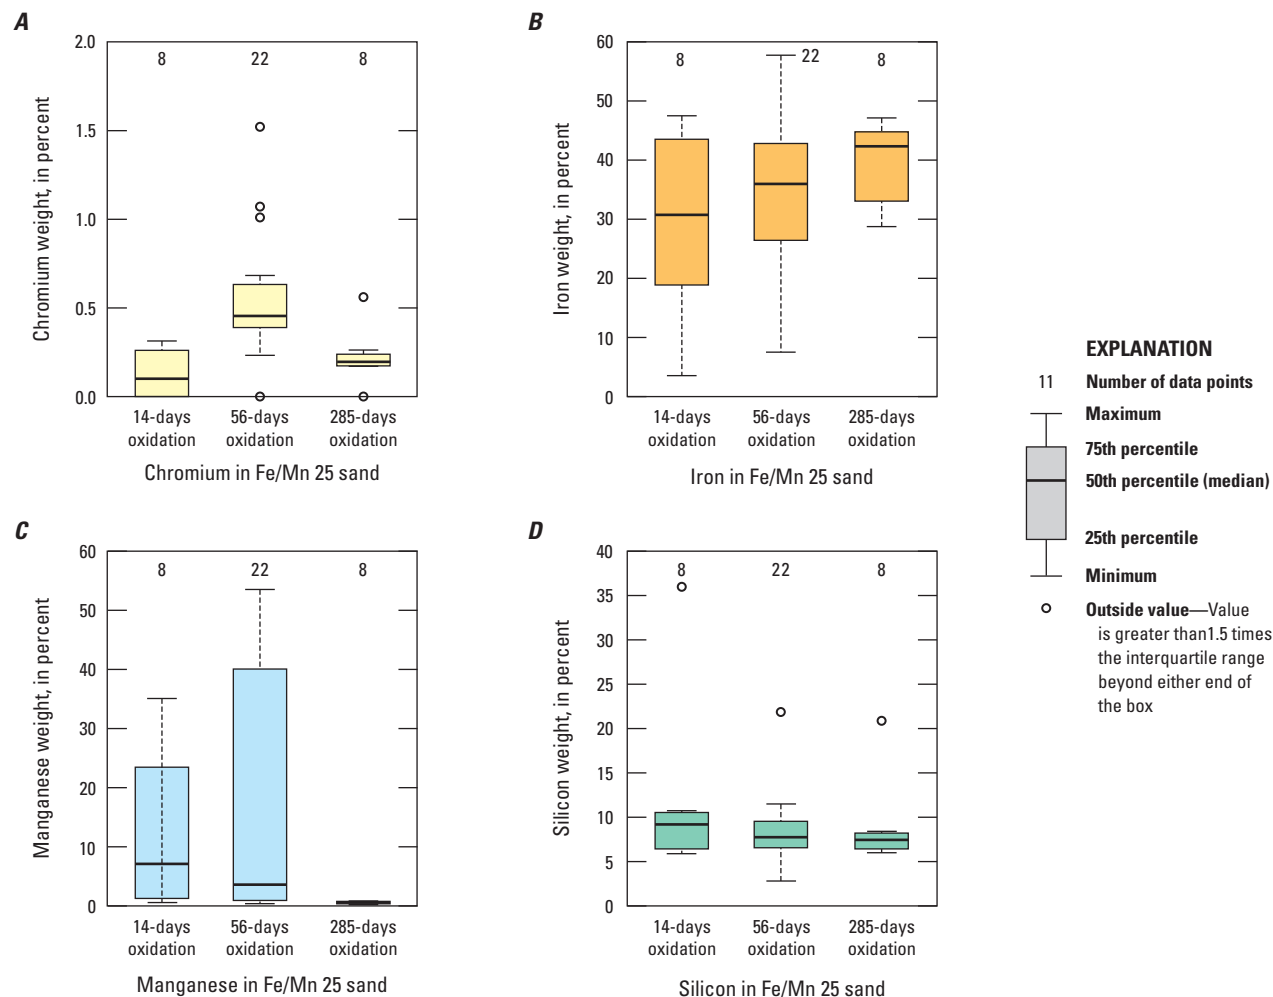 A
Chromium weight, in percent
2.0
1.5
1.0
0.5
0.0
8
22
8
14-days
oxidation
56-days
oxidation
285-days
oxidation
Chromium in Fe/Mn 25 sand
B
Iron weight, in percent
60
50
40
30
20
10
0
8
22
8
14-days
oxidation
56-days
oxidation
285-days
oxidation
Iron in Fe/Mn 25 sand
C
Manganese weight, in percent
60
50
40
30
20
10
0
8
22
8
14-days
oxidation
56-days
oxidation
285-days
oxidation
Manganese in Fe/Mn 25 sand
D
Silicon weight, in percent
40
35
30
25
20
15
10
5
0
8
22
8
14-days
oxidation
56-days
oxidation
285-days
oxidation
Silicon in Fe/Mn 25 sand
EXPLANATION
11 Number of data points
Maximum
75th percentile
50th percentile (median)
25th percentile
Minimum
Outside value—Value
is greater than1.5 times
the interquartile range
beyond either end of
the box